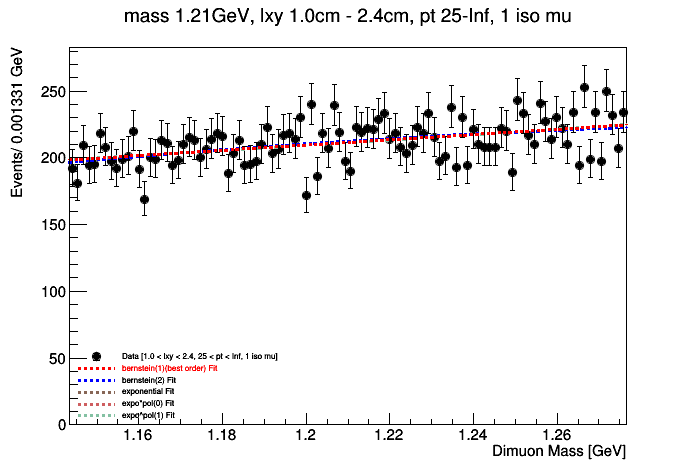 mass 1.21GeV, lxy 1.0cm - 2.4cm, pt 25-Inf, 1 iso mu
Events/ 0.001331 GeV
250
200
150
100
50
0
Data [1.0 < lxy < 2.4, 25 < pt < Inf, 1 iso mu]
bernstein(1)(best order) Fit
bernstein(2) Fit
exponential Fit
expo*pol(0) Fit
expo*pol(1) Fit
1.16 1.18 1.2 1.22 1.24 1.26
Dimuon Mass [GeV]